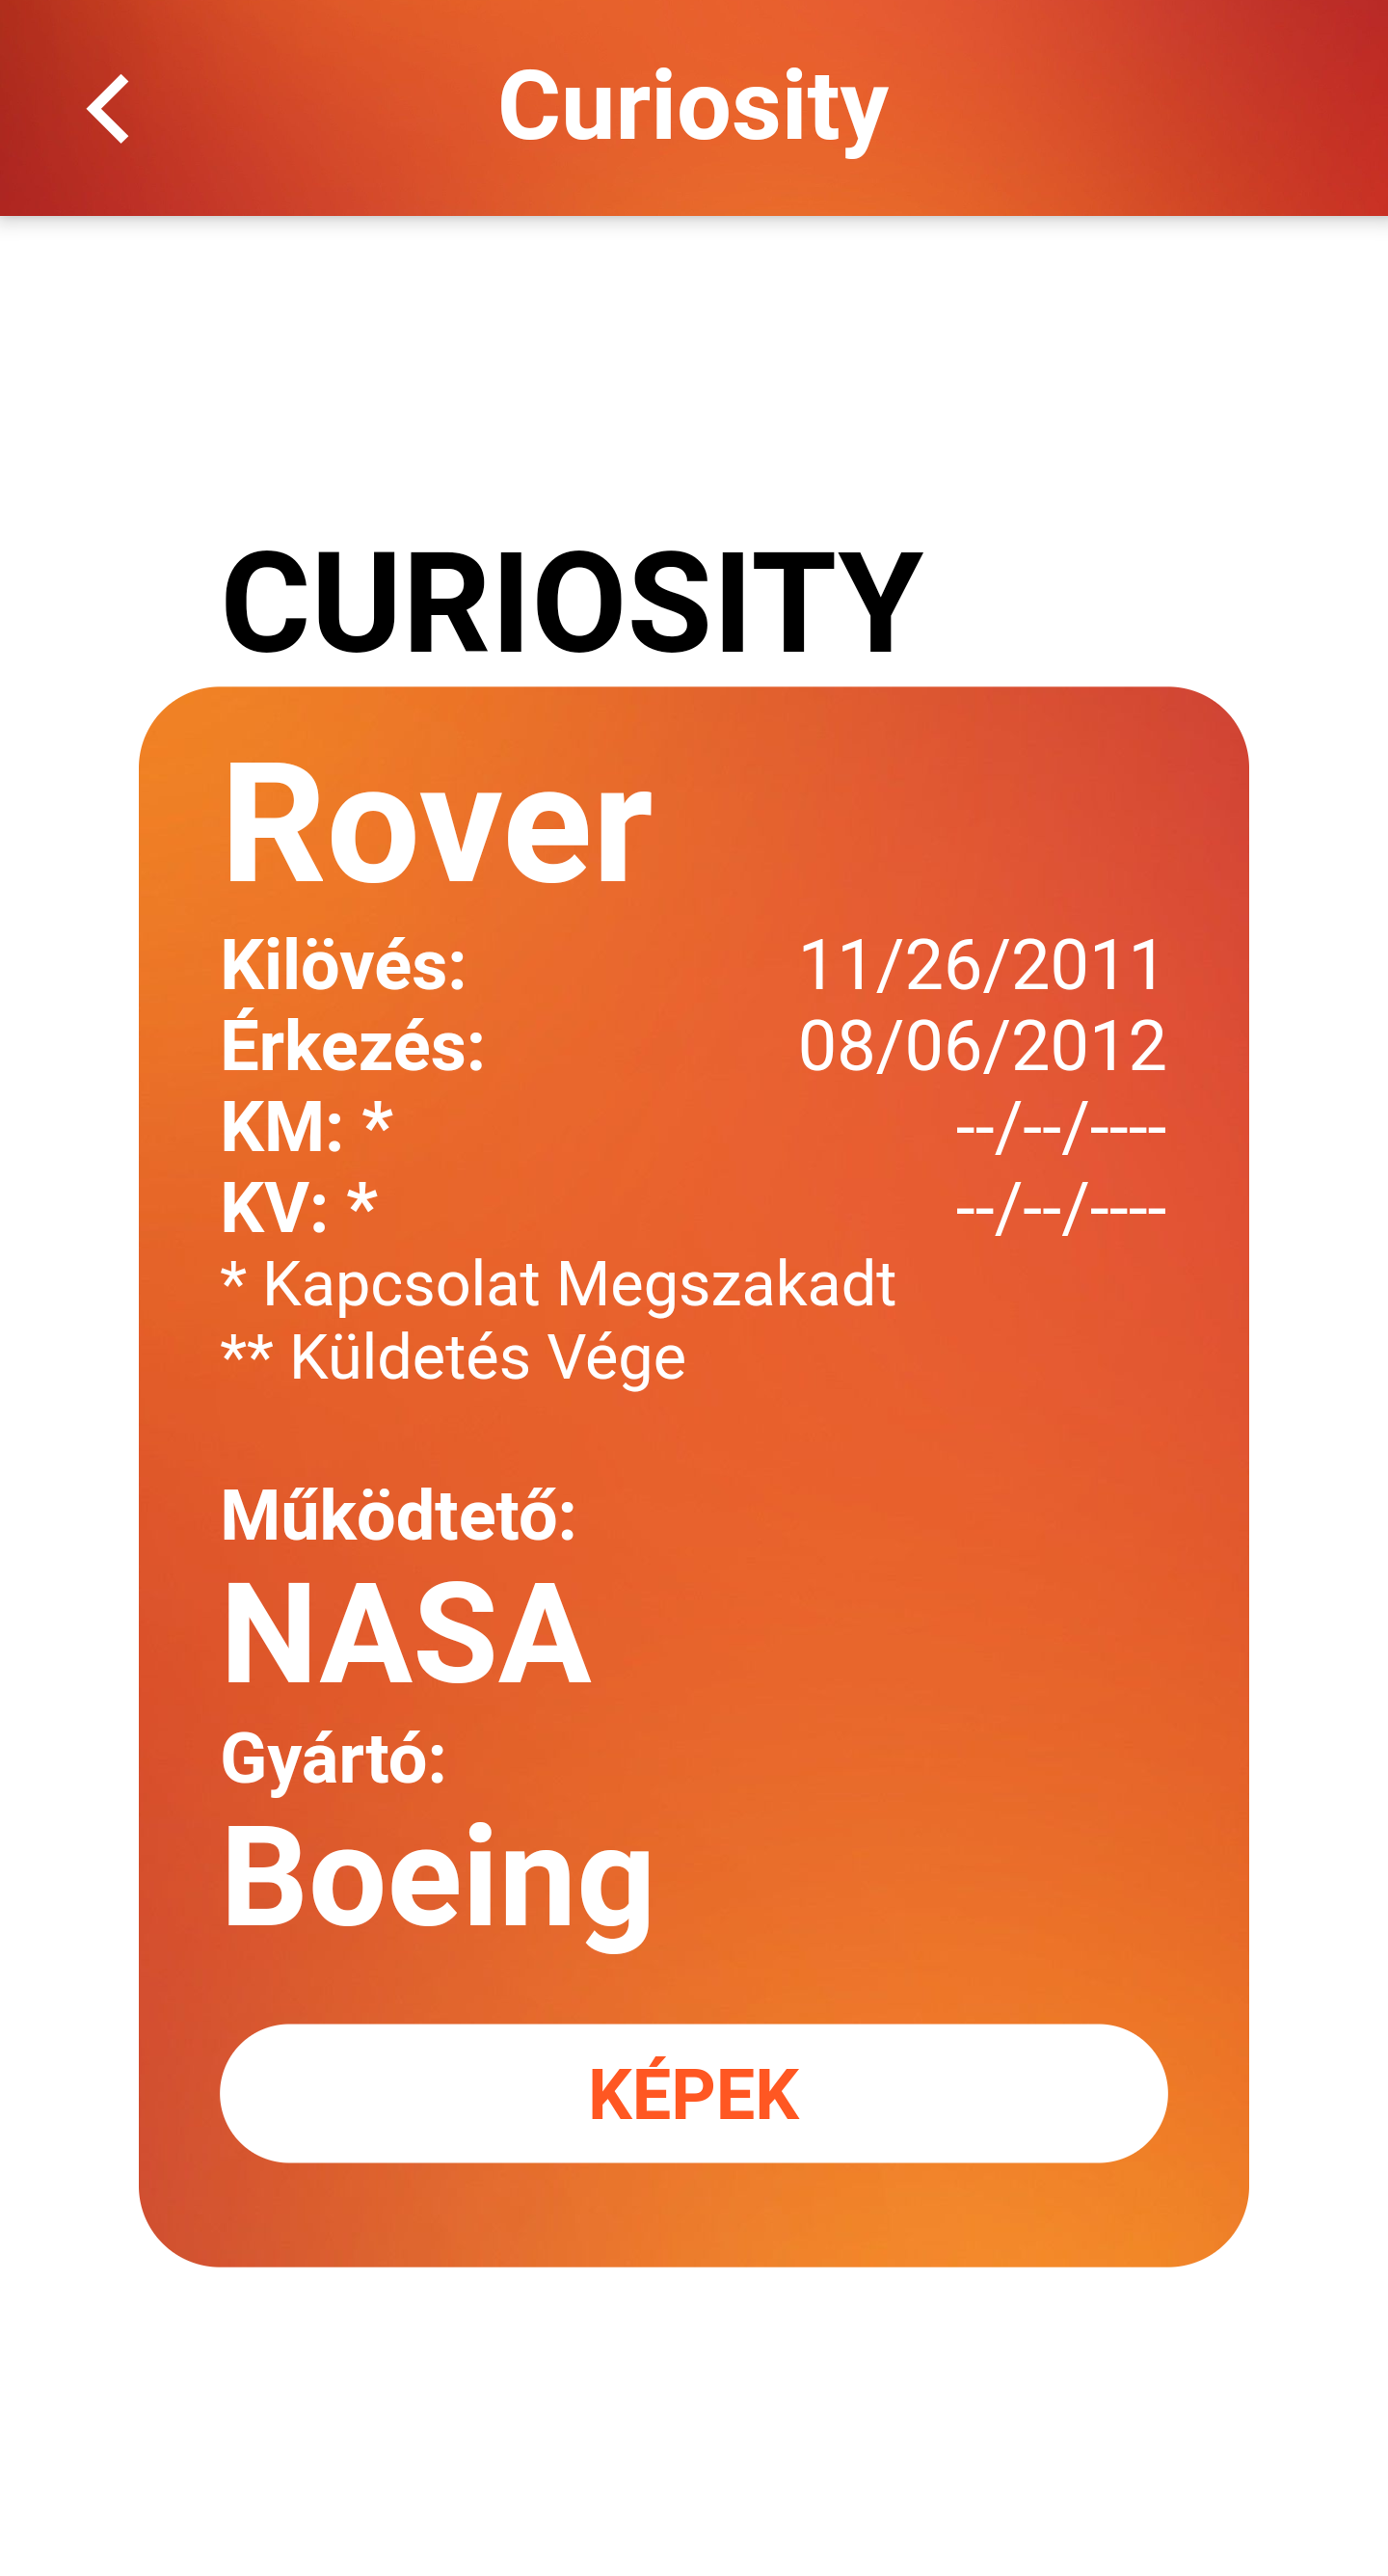 Curiosity
CURIOSITY
Rover
Kilövés: 11/26/2011
Érkezés: 08/06/2012
KM: * --/--/----
KV: * --/--/----
* Kapcsolat Megszakadt
** Küldetés Vége
Működtető:
NASA
Gyártó:
Boeing
KÉPEK